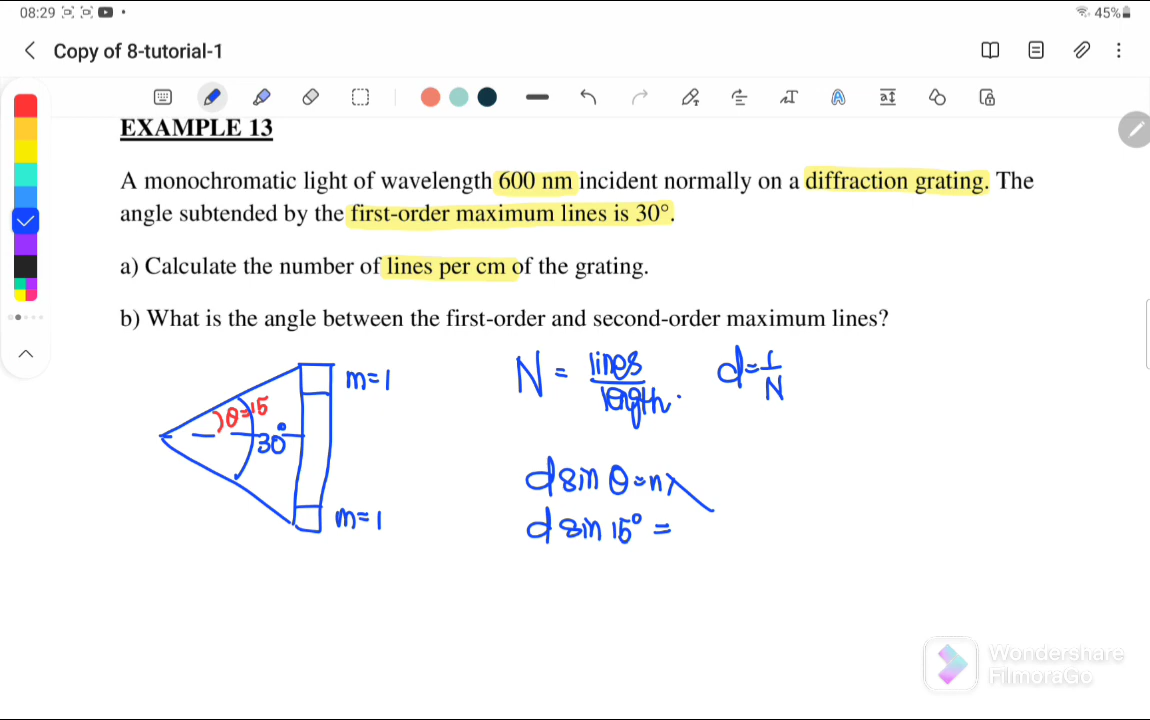 08:29
45%
Copy of 8-tutorial-1
EXAMPLE 13
A monochromatic light of wavelength 600 nm incident normally on a diffraction grating. The
angle subtended by the first-order maximum lines is 30°.
a) Calculate the number of lines per cm of the grating.
b) What is the angle between the first-order and second-order maximum lines?
N = lines/length. d=1/N
m=1
θ=15
30°
m=1
d sin θ=nλ
d sin 15° =
Wondershare
FilmoraGo